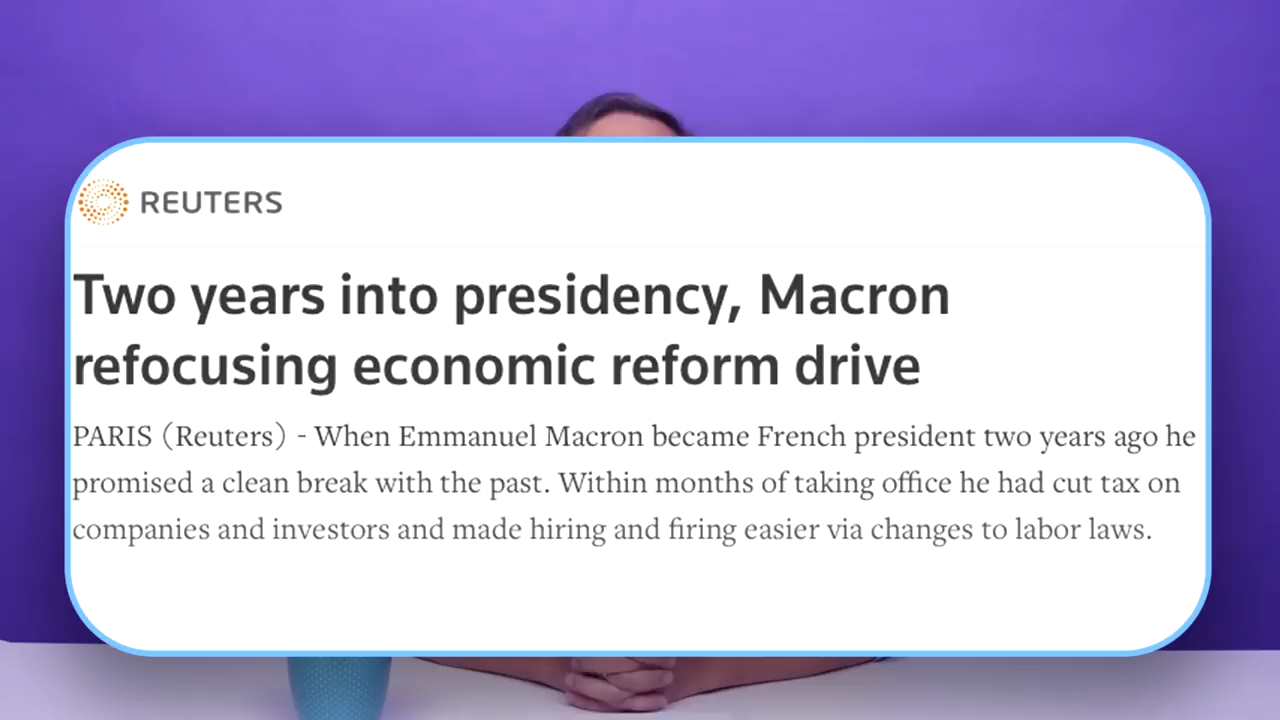 REUTERS
Two years into presidency, Macron
refocusing economic reform drive
PARIS (Reuters) - When Emmanuel Macron became French president two years ago he
promised a clean break with the past. Within months of taking office he had cut tax on
companies and investors and made hiring and firing easier via changes to labor laws.